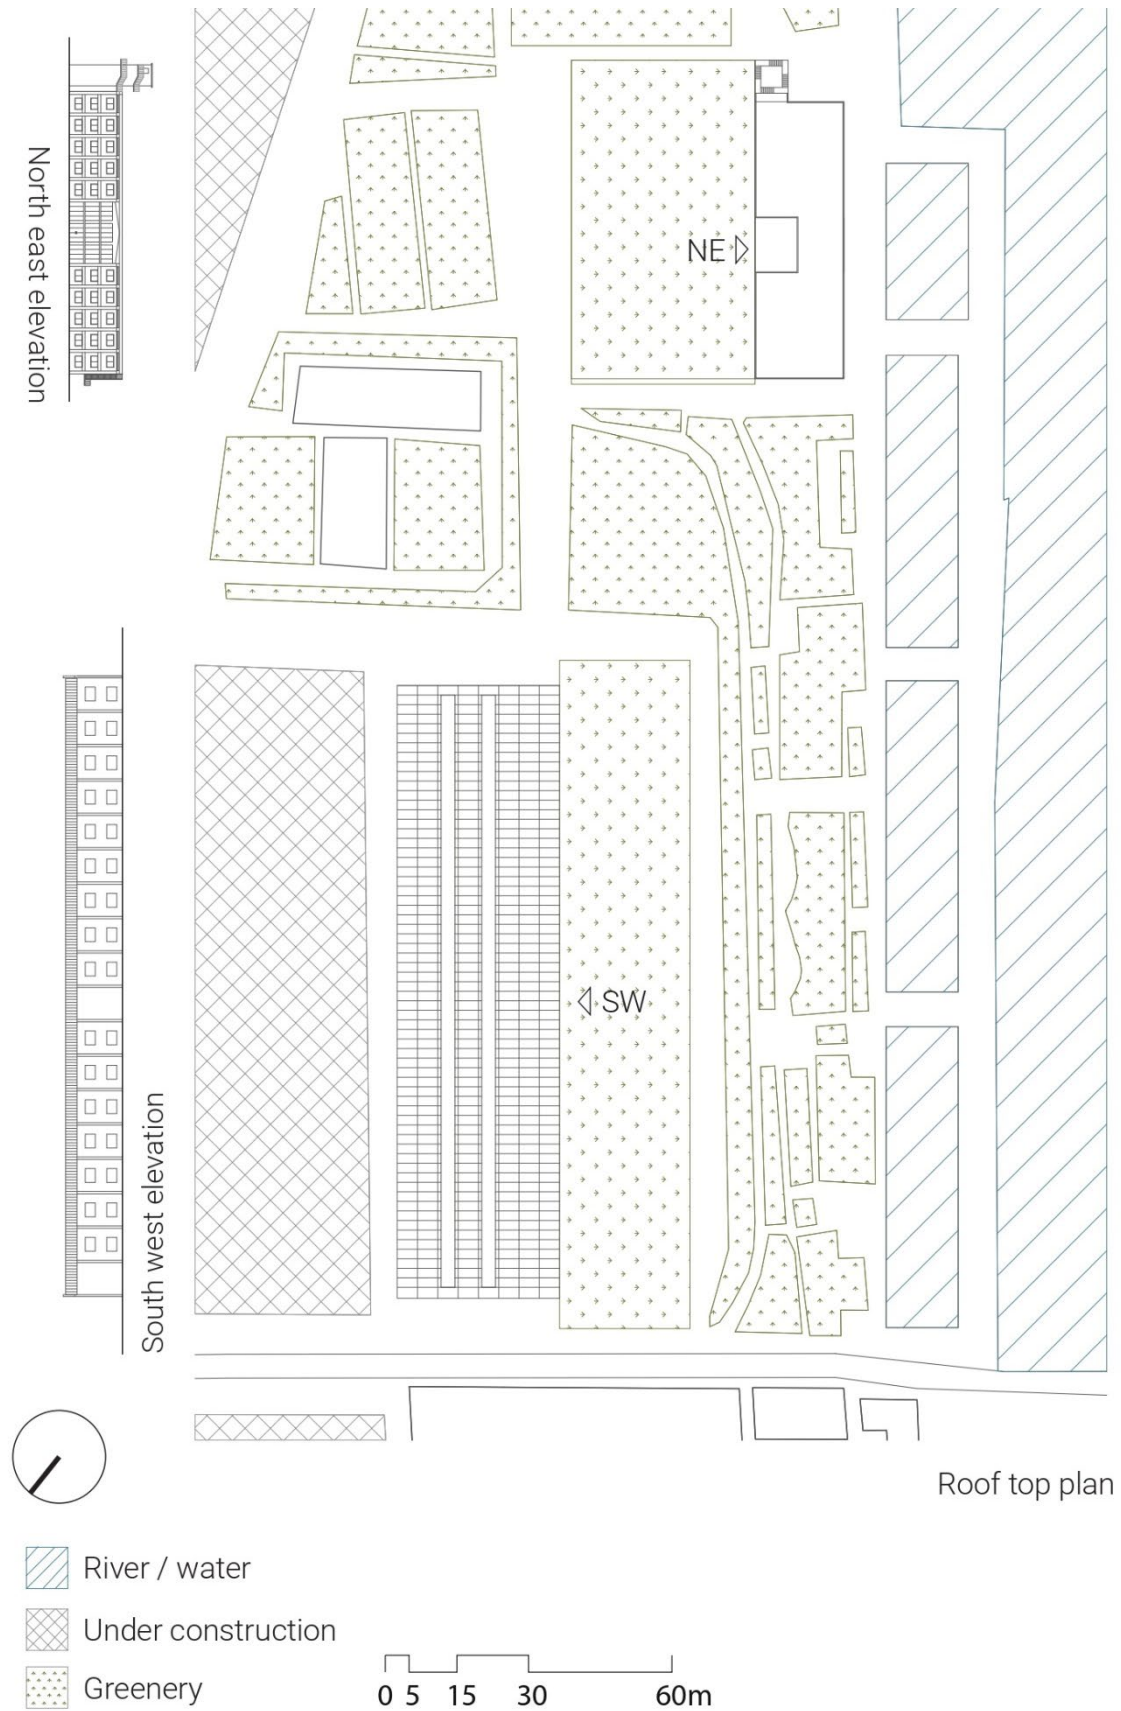 North east elevation
NE
SW
South west elevation
Roof top plan
River / water
Under construction
Greenery
0 5 15 30 60m